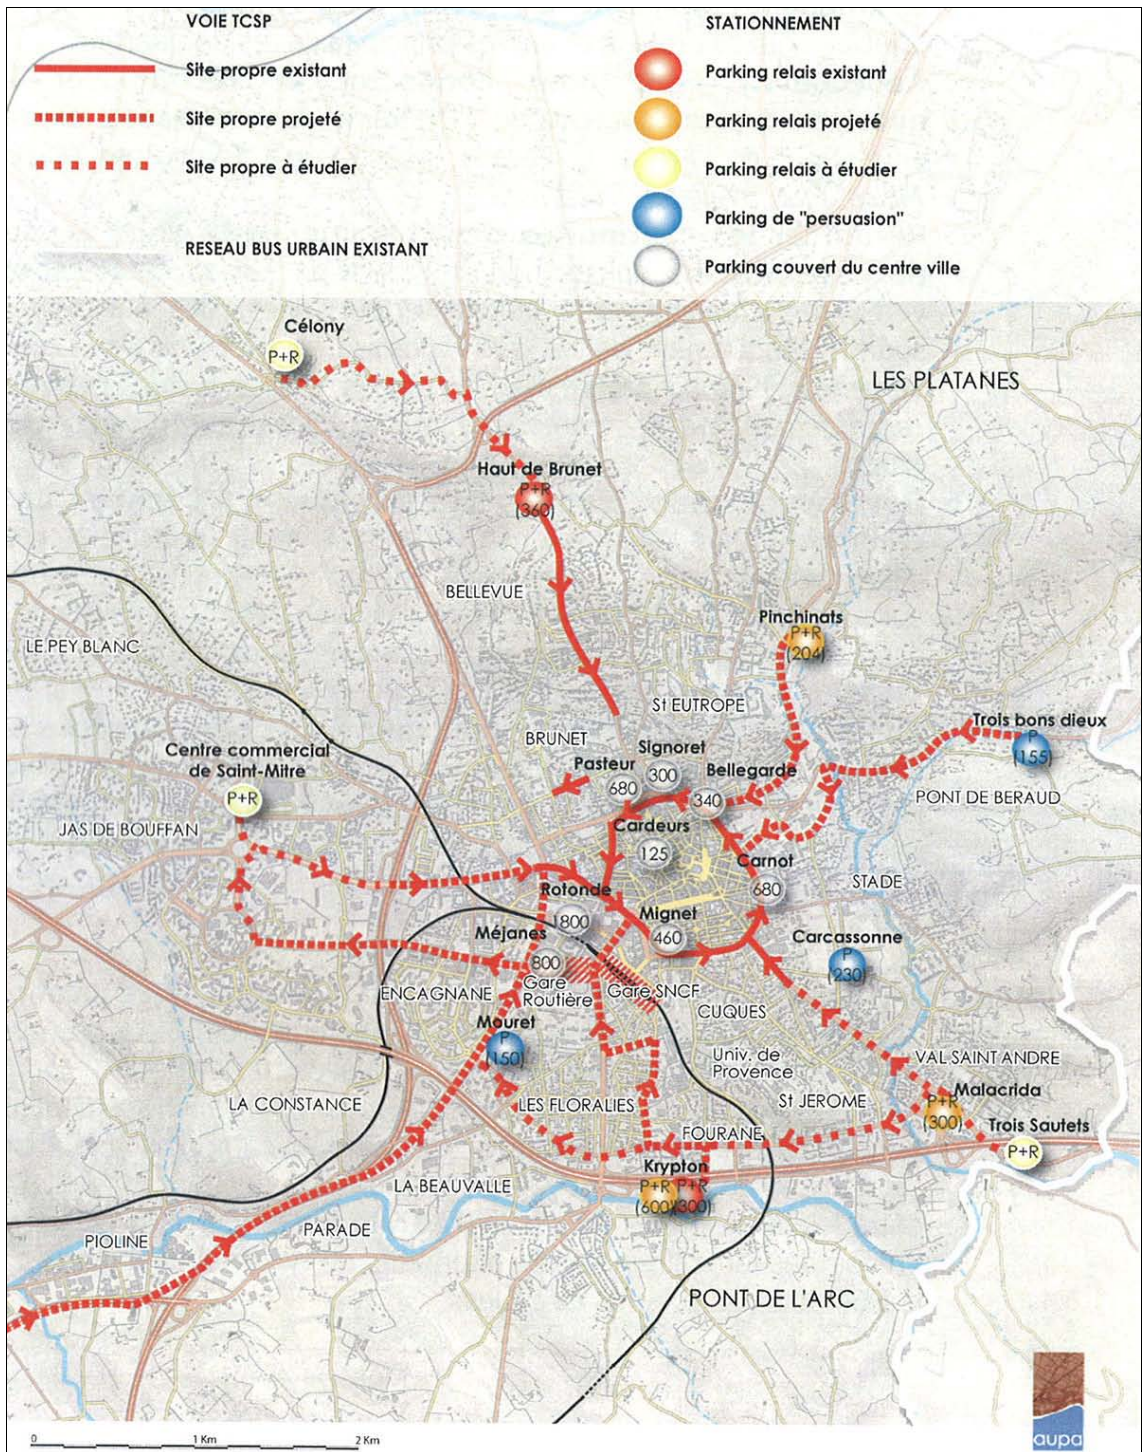 VOIE TCSP
Site propre existant
Site propre projeté
Site propre à étudier
RESEAU BUS URBAIN EXISTANT
STATIONNEMENT
Parking relais existant
Parking relais projeté
Parking relais à étudier
Parking de "persuasion"
Parking couvert du centre ville
Célony
P+R
LES PLATANES
Haut de Brunet
P+R
(360)
BELLEVUE
Pinchinats
P+R
(204)
LE PEY BLANC
St EUTROPE
Trois bons dieux
P
(155)
BRUNET
Signoret
300
Centre commercial
de Saint-Mitre
P+R
Pasteur
680
Bellegarde
340
PONT DE BERAUD
JAS DE BOUFFAN
Cardeurs
125
Carnot
680
STADE
Rotonde
1800
Mignet
460
Méjanes
800
Carcassonne
P
(230)
ENCAGNANE
Gare
Routière
Gare SNCF
CUQUES
Mouret
P
(150)
Univ. de
Provence
VAL SAINT ANDRE
LA CONSTANCE
LES FLORALIES
St JEROME
Malacrida
P+R
(300)
FOURANE
Trois Sautets
P+R
Krypton
P+R
(600)
P+R
(300)
LA BEAUVALLE
PARADE
PIOLINE
PONT DE L'ARC
aupa
0
1 Km
2 Km